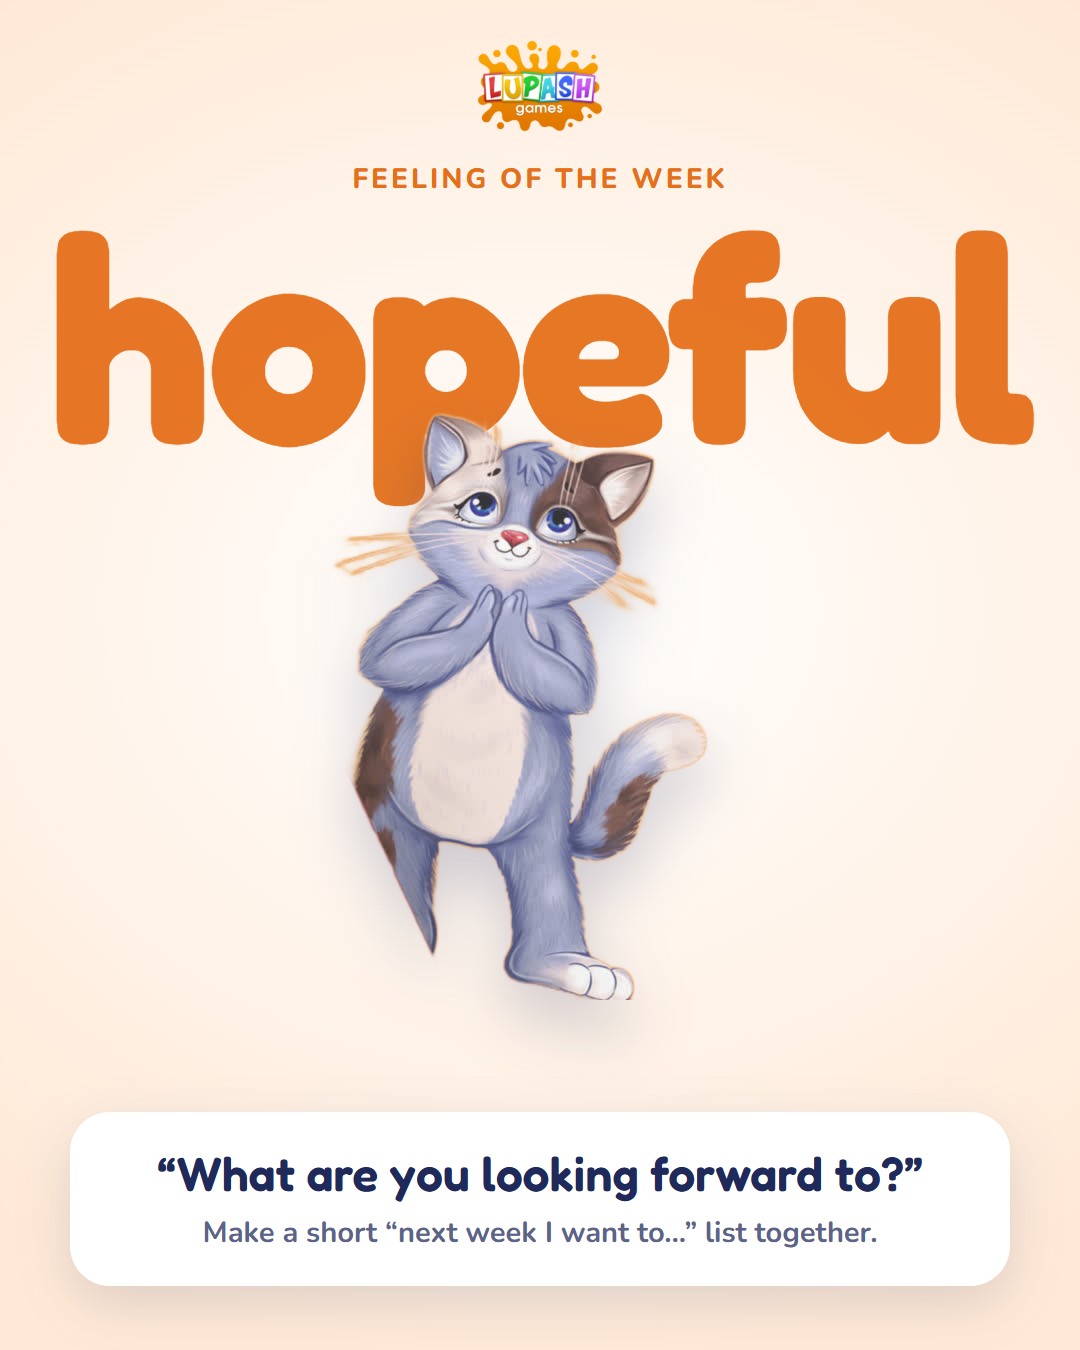 LUPASH
games
FEELING OF THE WEEK
hopeful
“What are you looking forward to?”
Make a short “next week I want to...” list together.